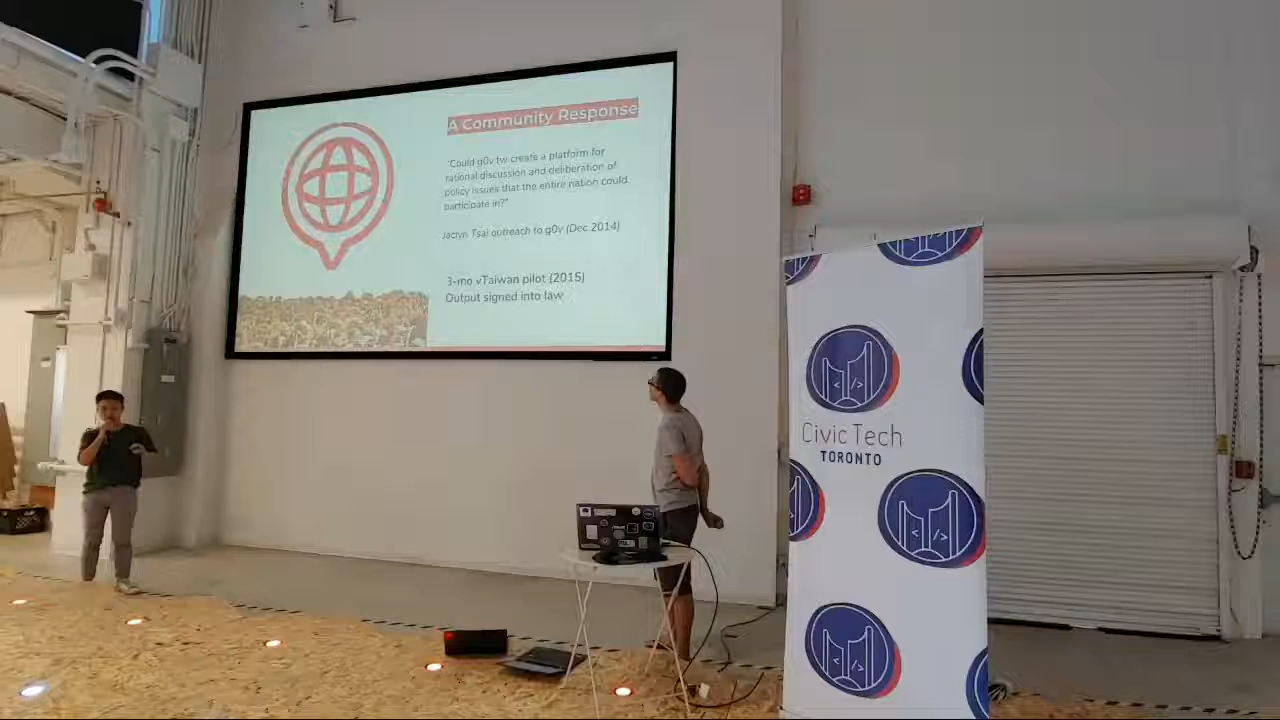 A Community Response
"Could g0v tw create a platform for
rational discussion and deliberation of
policy issues that the entire nation could
participate in?"
Jaclyn Tsai outreach to g0v (Dec 2014)
3-mo vTaiwan pilot (2015)
Output signed into law
Civic Tech
TORONTO